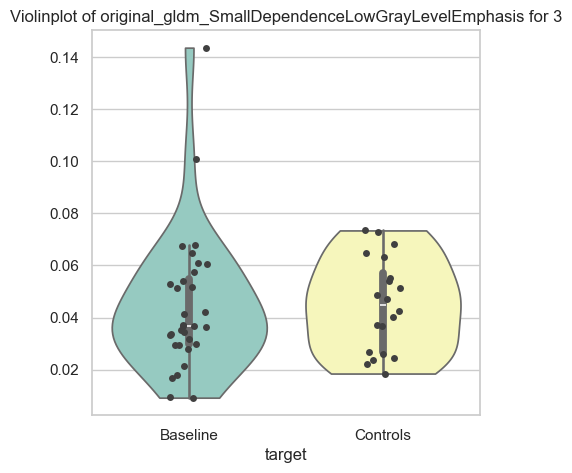 Violinplot of original_gldm_SmallDependenceLowGrayLevelEmphasis for 3
0.14
0.12
0.10
0.08
0.06
0.04
0.02
Baseline Controls
target